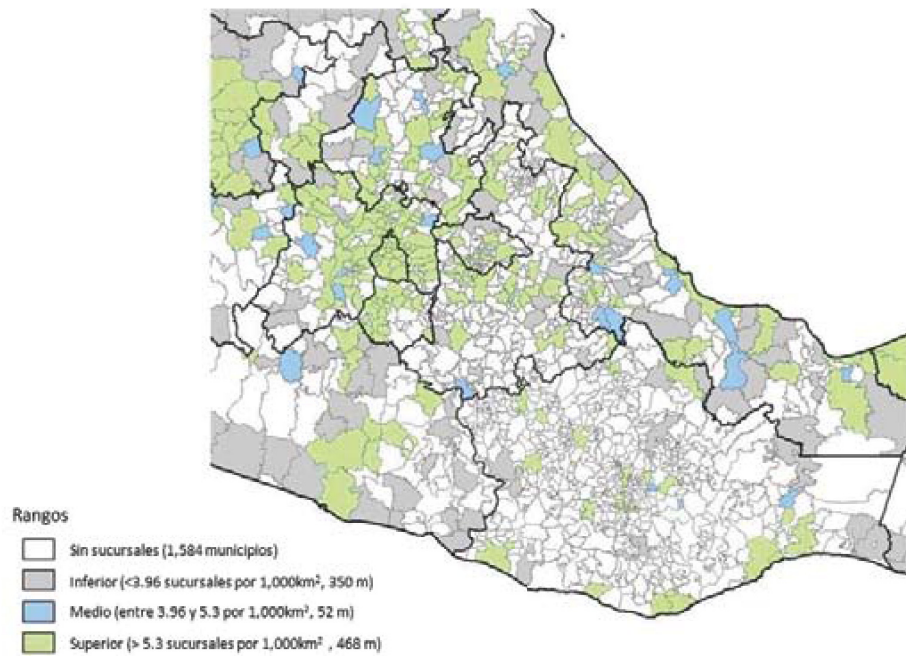 Rangos
Sin sucursales (1,584 municipios)
Inferior (<3.96 sucursales por 1,000km², 350 m)
Medio (entre 3.96 y 5.3 por 1,000km², 52 m)
Superior (> 5.3 sucursales por 1,000km² , 468 m)